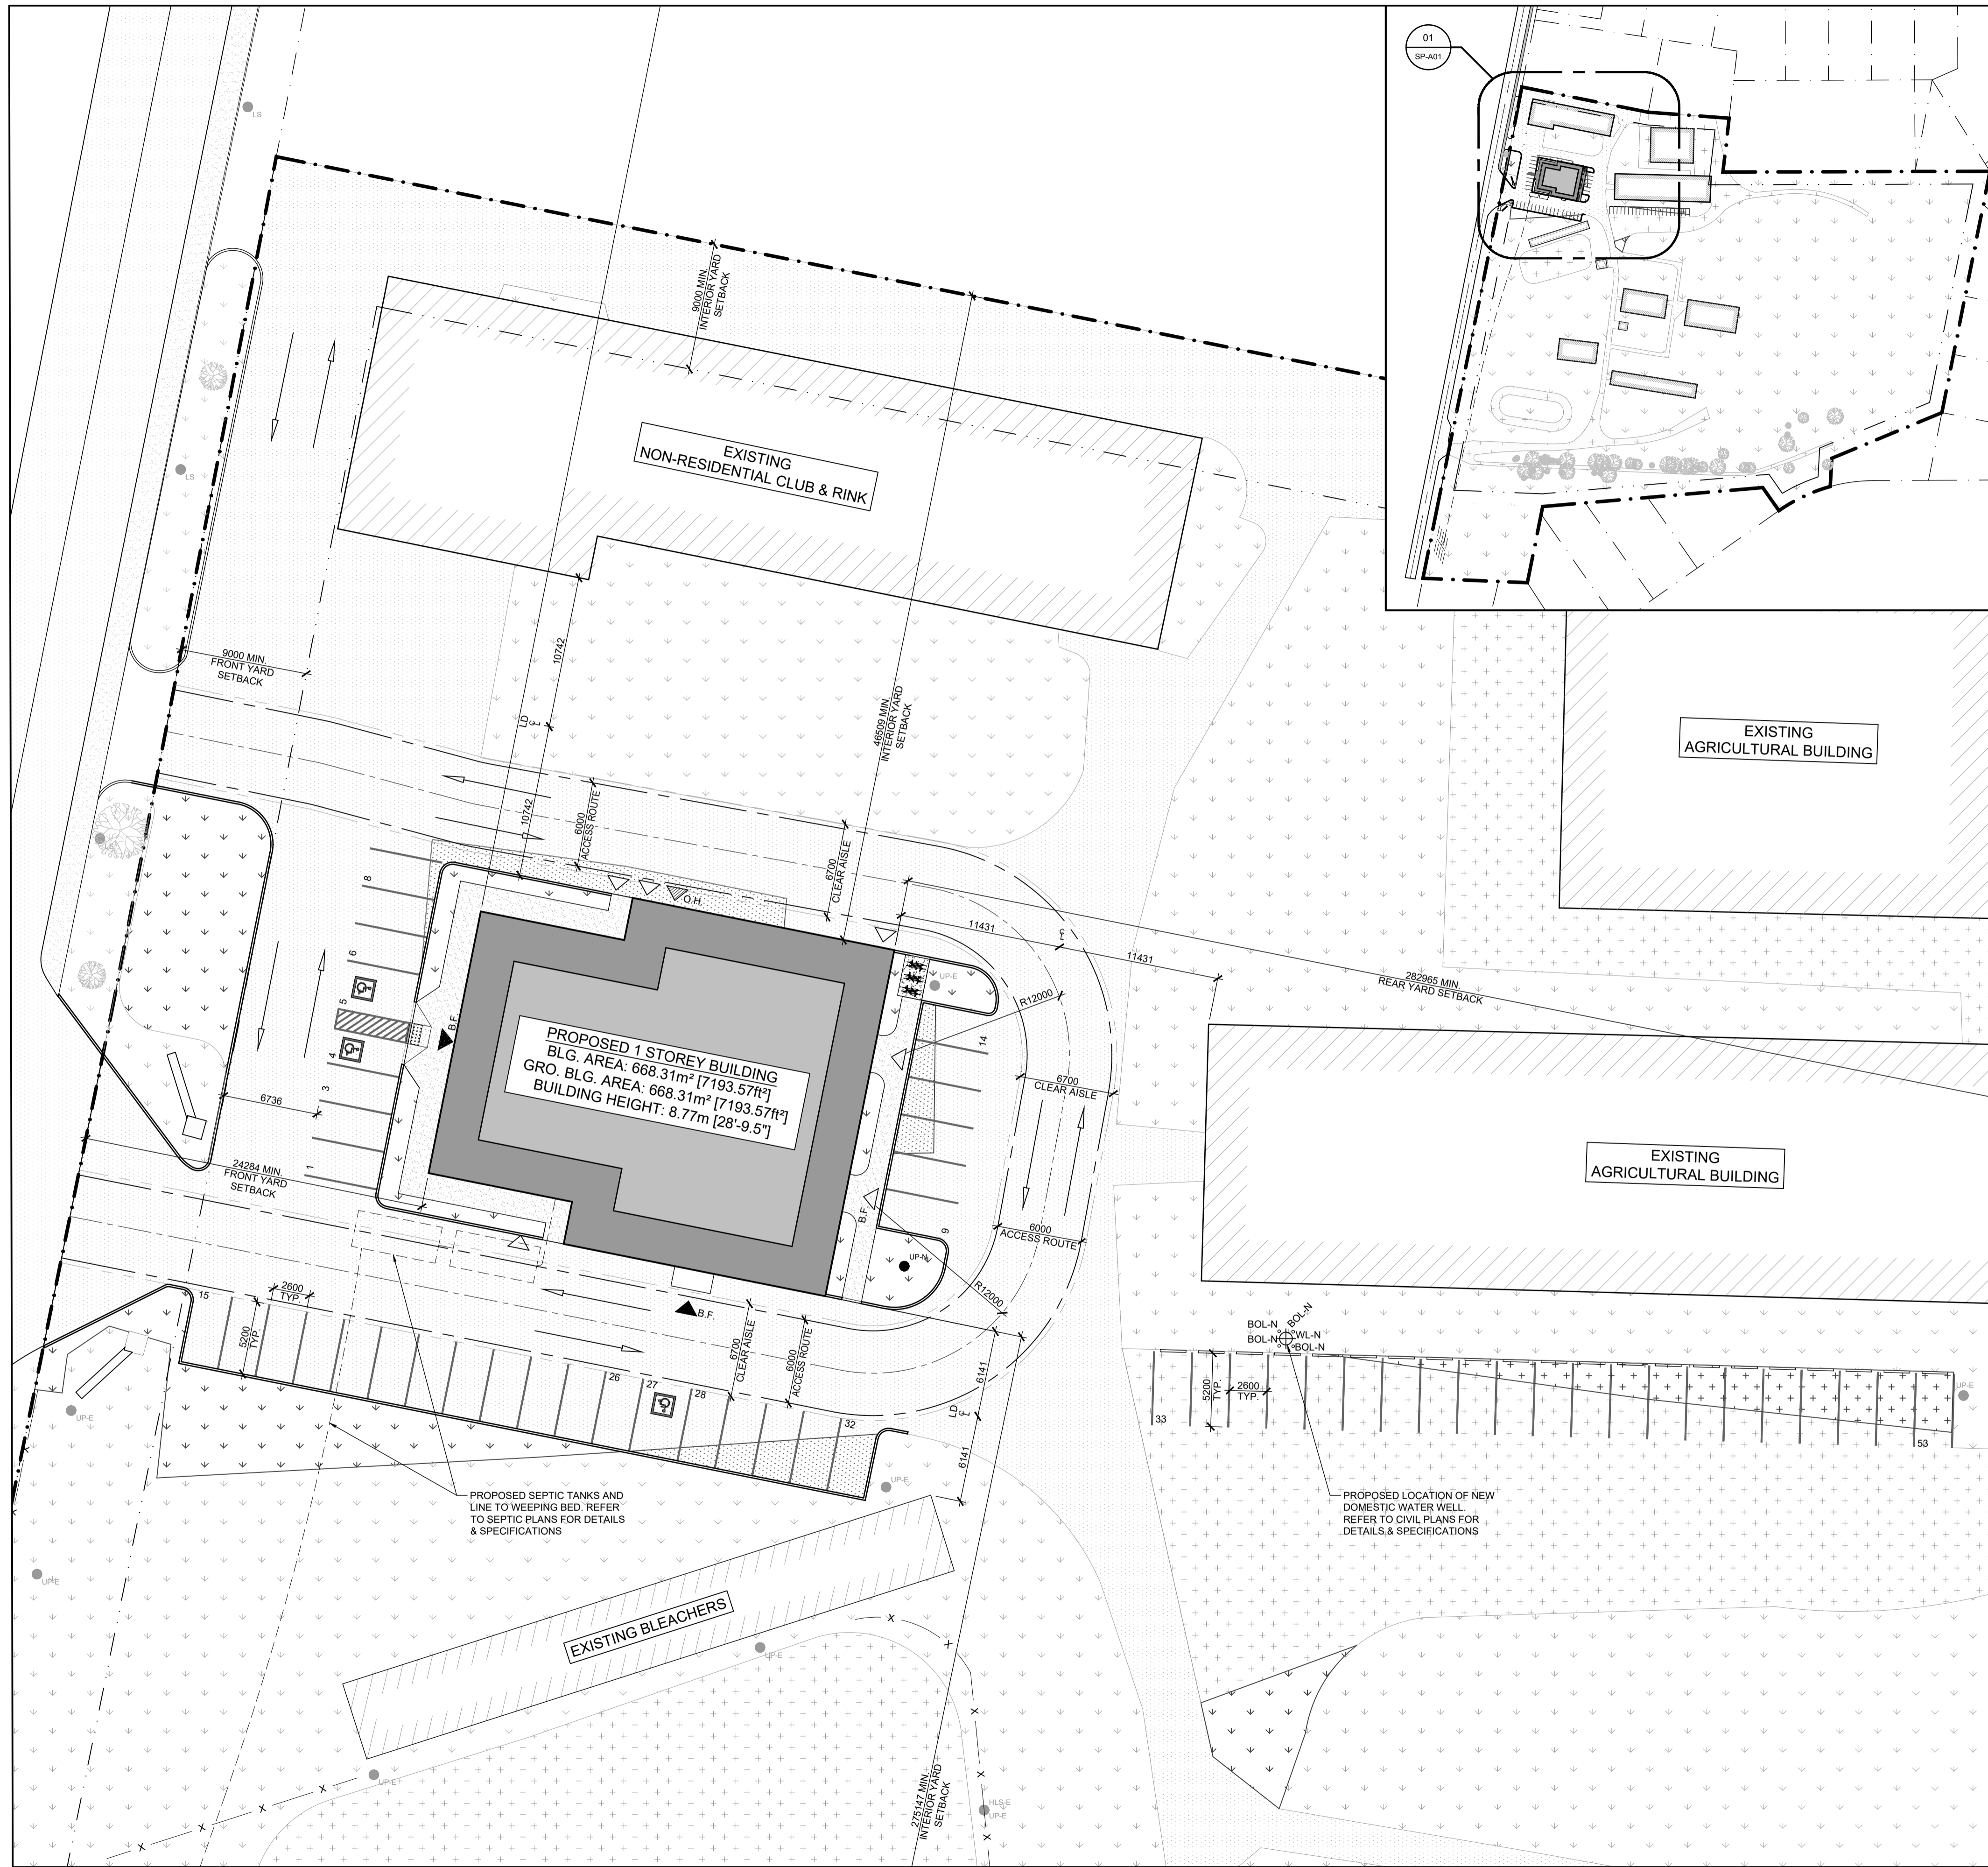 01
SP-A01
LS
LS
9000 MIN.
INTERIOR YARD
SETBACK
EXISTING
NON-RESIDENTIAL CLUB & RINK
9000 MIN.
FRONT YARD
SETBACK
10742
LD
℄
10742
46509 MIN.
INTERIOR YARD
SETBACK
EXISTING
AGRICULTURAL BUILDING
6000
ACCESS ROUTE
6700
CLEAR AISLE
O.H.
11431
℄
11431
282965 MIN.
REAR YARD SETBACK
UP-E
R12000
8
6
5
4
3
1
B.F.
PROPOSED 1 STOREY BUILDING
BLG. AREA: 668.31m² [7193.57ft²]
GRO. BLG. AREA: 668.31m² [7193.57ft²]
BUILDING HEIGHT: 8.77m [28'-9.5"]
14
6700
CLEAR AISLE
6736
24284 MIN.
FRONT YARD
SETBACK
EXISTING
AGRICULTURAL BUILDING
B.F.
9
6000
ACCESS ROUTE
UP-N
R12000
15
2600
TYP.
5200
TYP.
B.F.
6700
CLEAR AISLE
6000
ACCESS ROUTE
26
27
28
32
6141
LD
℄
6141
BOL-N
BOL-N
BOL-N
WL-N
BOL-N
5200
TYP.
2600
TYP.
33
53
UP-E
UP-E
UP-E
PROPOSED SEPTIC TANKS AND
LINE TO WEEPING BED. REFER
TO SEPTIC PLANS FOR DETAILS
& SPECIFICATIONS
PROPOSED LOCATION OF NEW
DOMESTIC WATER WELL.
REFER TO CIVIL PLANS FOR
DETAILS & SPECIFICATIONS
UP-E
EXISTING BLEACHERS
X
X
UP-E
X
X
UP-E
X
X
X
X
275147 MIN.
INTERIOR YARD
SETBACK
HLS-E
UP-E
X